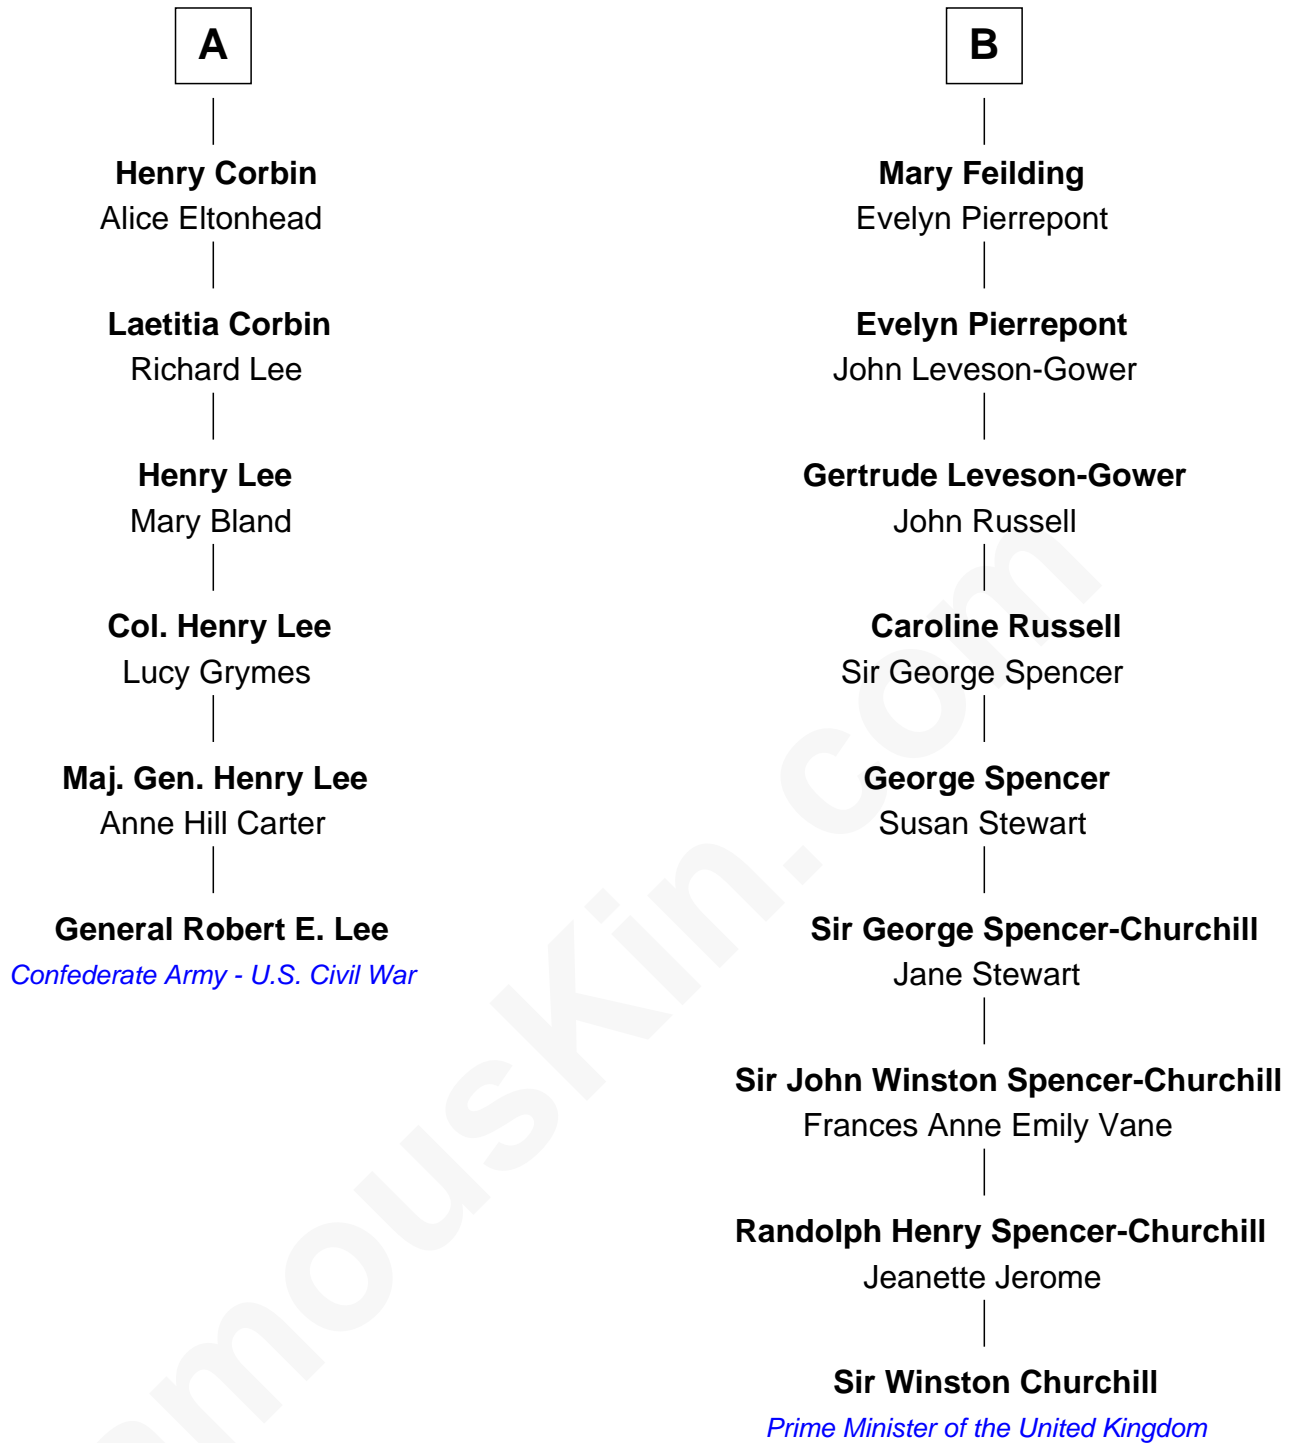 A
Henry Corbin
Alice Eltonhead
Laetitia Corbin
Richard Lee
Henry Lee
Mary Bland
Col. Henry Lee
Lucy Grymes
Maj. Gen. Henry Lee
Anne Hill Carter
General Robert E. Lee
Confederate Army - U.S. Civil War
B
Mary Feilding
Evelyn Pierrepont
Evelyn Pierrepont
John Leveson-Gower
Gertrude Leveson-Gower
John Russell
Caroline Russell
Sir George Spencer
George Spencer
Susan Stewart
Sir George Spencer-Churchill
Jane Stewart
Sir John Winston Spencer-Churchill
Frances Anne Emily Vane
Randolph Henry Spencer-Churchill
Jeanette Jerome
Sir Winston Churchill
Prime Minister of the United Kingdom
amouskin.com